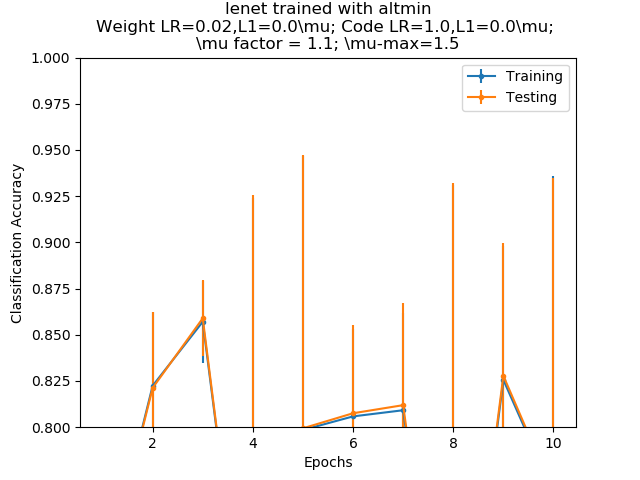 lenet trained with altmin
Weight LR=0.02,L1=0.0\mu; Code LR=1.0,L1=0.0\mu;
\mu factor = 1.1; \mu-max=1.5
Training
Testing
Classification Accuracy
1.000
0.975
0.950
0.925
0.900
0.875
0.850
0.825
0.800
2
4
6
8
10
Epochs